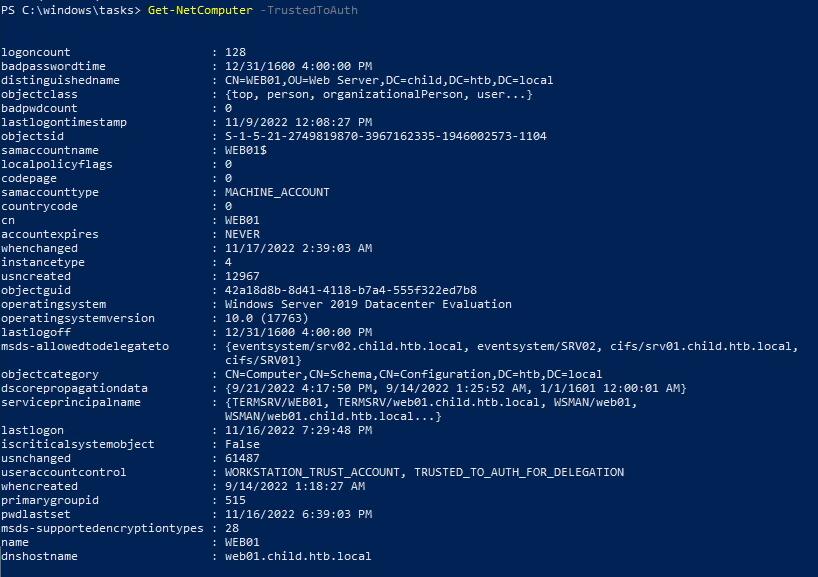 PS C:\windows\tasks> Get-NetComputer -TrustedToAuth
logoncount : 128
badpasswordtime : 12/31/1600 4:00:00 PM
distinguishedname : CN=WEB01,OU=Web Server,DC=child,DC=htb,DC=local
objectclass : {top, person, organizationalPerson, user...}
badpwdcount : 0
lastlogontimestamp : 11/9/2022 12:08:27 PM
objectsid : S-1-5-21-2749819870-3967162335-1946002573-1104
samaccountname : WEB01$
localpolicyflags : 0
codepage : 0
samaccounttype : MACHINE_ACCOUNT
countrycode : 0
cn : WEB01
accountexpires : NEVER
whenchanged : 11/17/2022 2:39:03 AM
instancetype : 4
usncreated : 12967
objectguid : 42a18d8b-8d41-4118-b7a4-555f322ed7b8
operatingsystem : Windows Server 2019 Datacenter Evaluation
operatingsystemversion : 10.0 (17763)
lastlogoff : 12/31/1600 4:00:00 PM
msds-allowedtodelegateto : {eventsystem/srv02.child.htb.local, eventsystem/SRV02, cifs/srv01.child.htb.local,
cifs/SRV01}
objectcategory : CN=Computer,CN=Schema,CN=Configuration,DC=htb,DC=local
dscorepropagationdata : {9/21/2022 4:17:50 PM, 9/14/2022 1:25:52 AM, 1/1/1601 12:00:01 AM}
serviceprincipalname : {TERMSRV/WEB01, TERMSRV/web01.child.htb.local, WSMAN/web01,
WSMAN/web01.child.htb.local...}
lastlogon : 11/16/2022 7:29:48 PM
iscriticalsystemobject : False
usnchanged : 61487
useraccountcontrol : WORKSTATION_TRUST_ACCOUNT, TRUSTED_TO_AUTH_FOR_DELEGATION
whencreated : 9/14/2022 1:18:27 AM
primarygroupid : 515
pwdlastset : 11/16/2022 6:39:03 PM
msds-supportedencryptiontypes : 28
name : WEB01
dnshostname : web01.child.htb.local